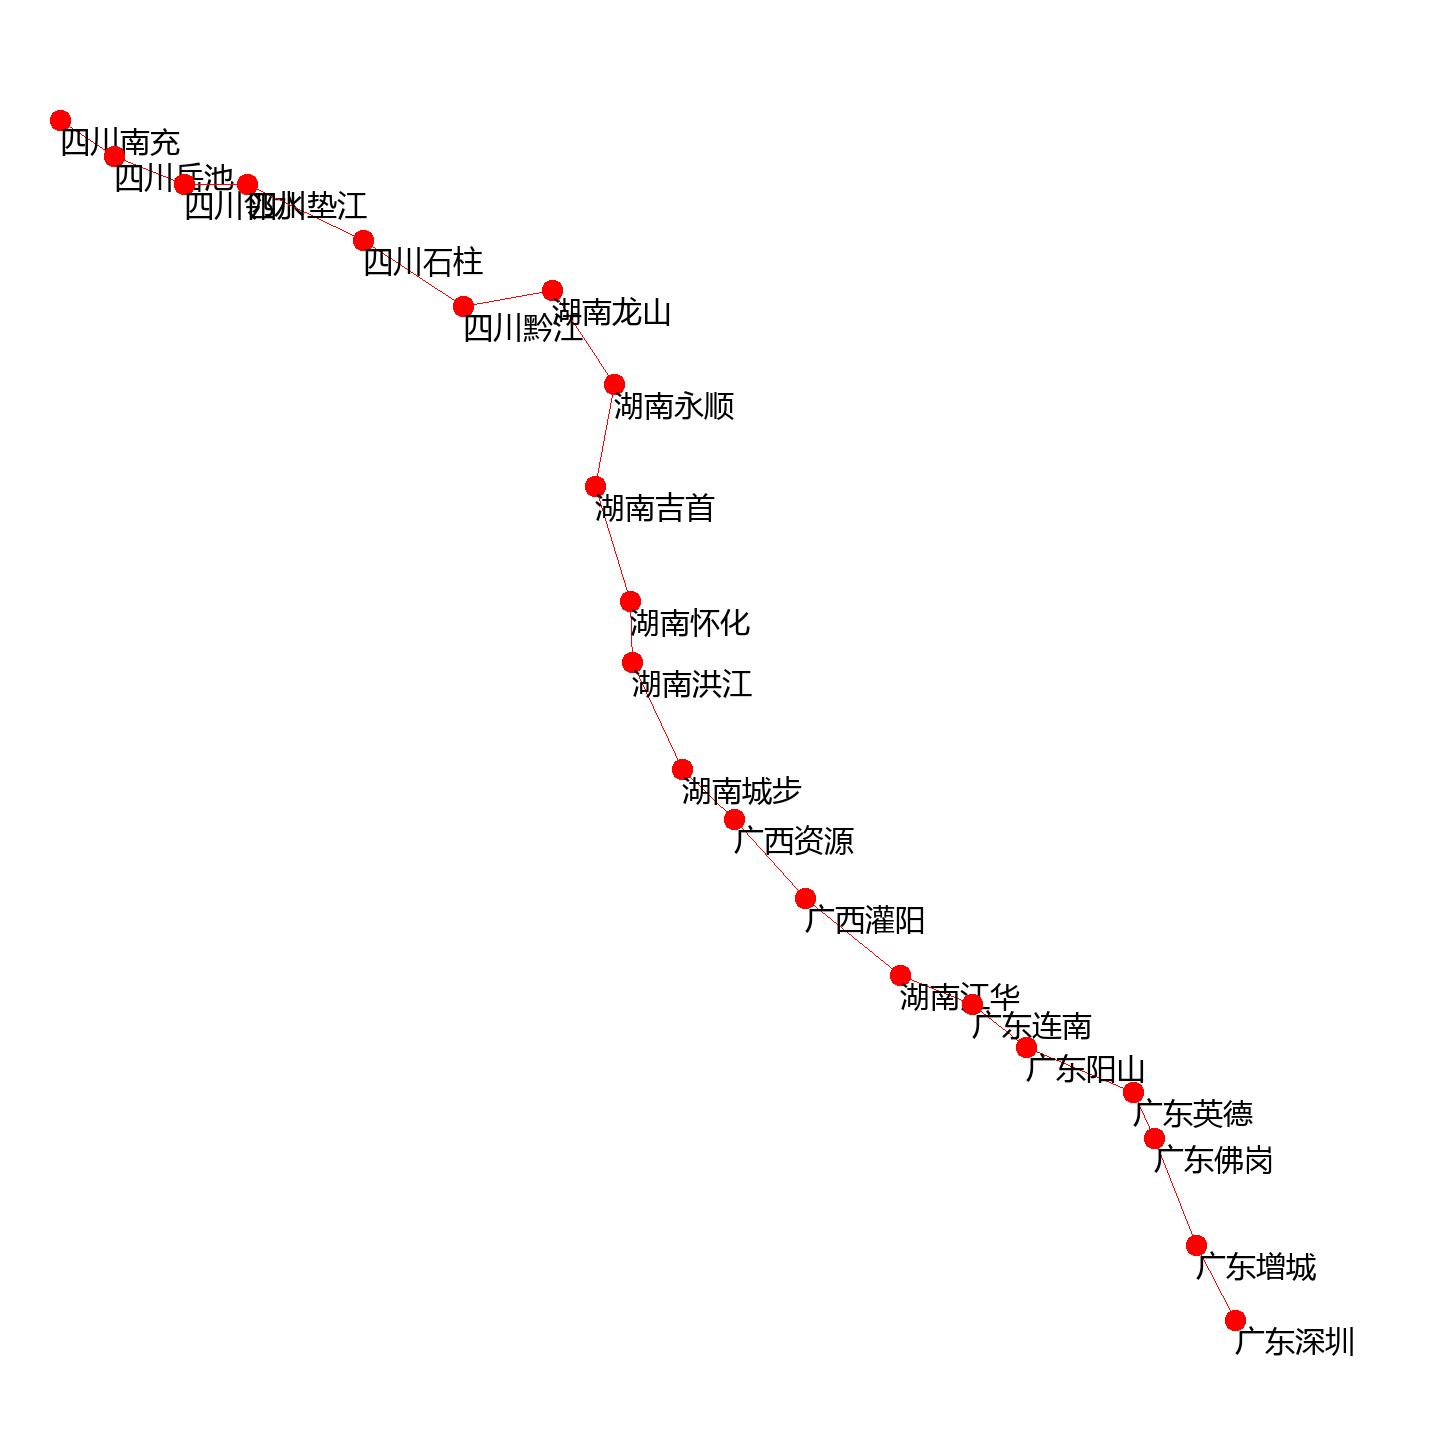 四川南充
四川岳池
四川邻水
四川垫江
四川石柱
四川黔江
湖南龙山
湖南永顺
湖南吉首
湖南怀化
湖南洪江
湖南城步
广西资源
广西灌阳
湖南江华
广东连南
广东阳山
广东英德
广东佛岗
广东增城
广东深圳